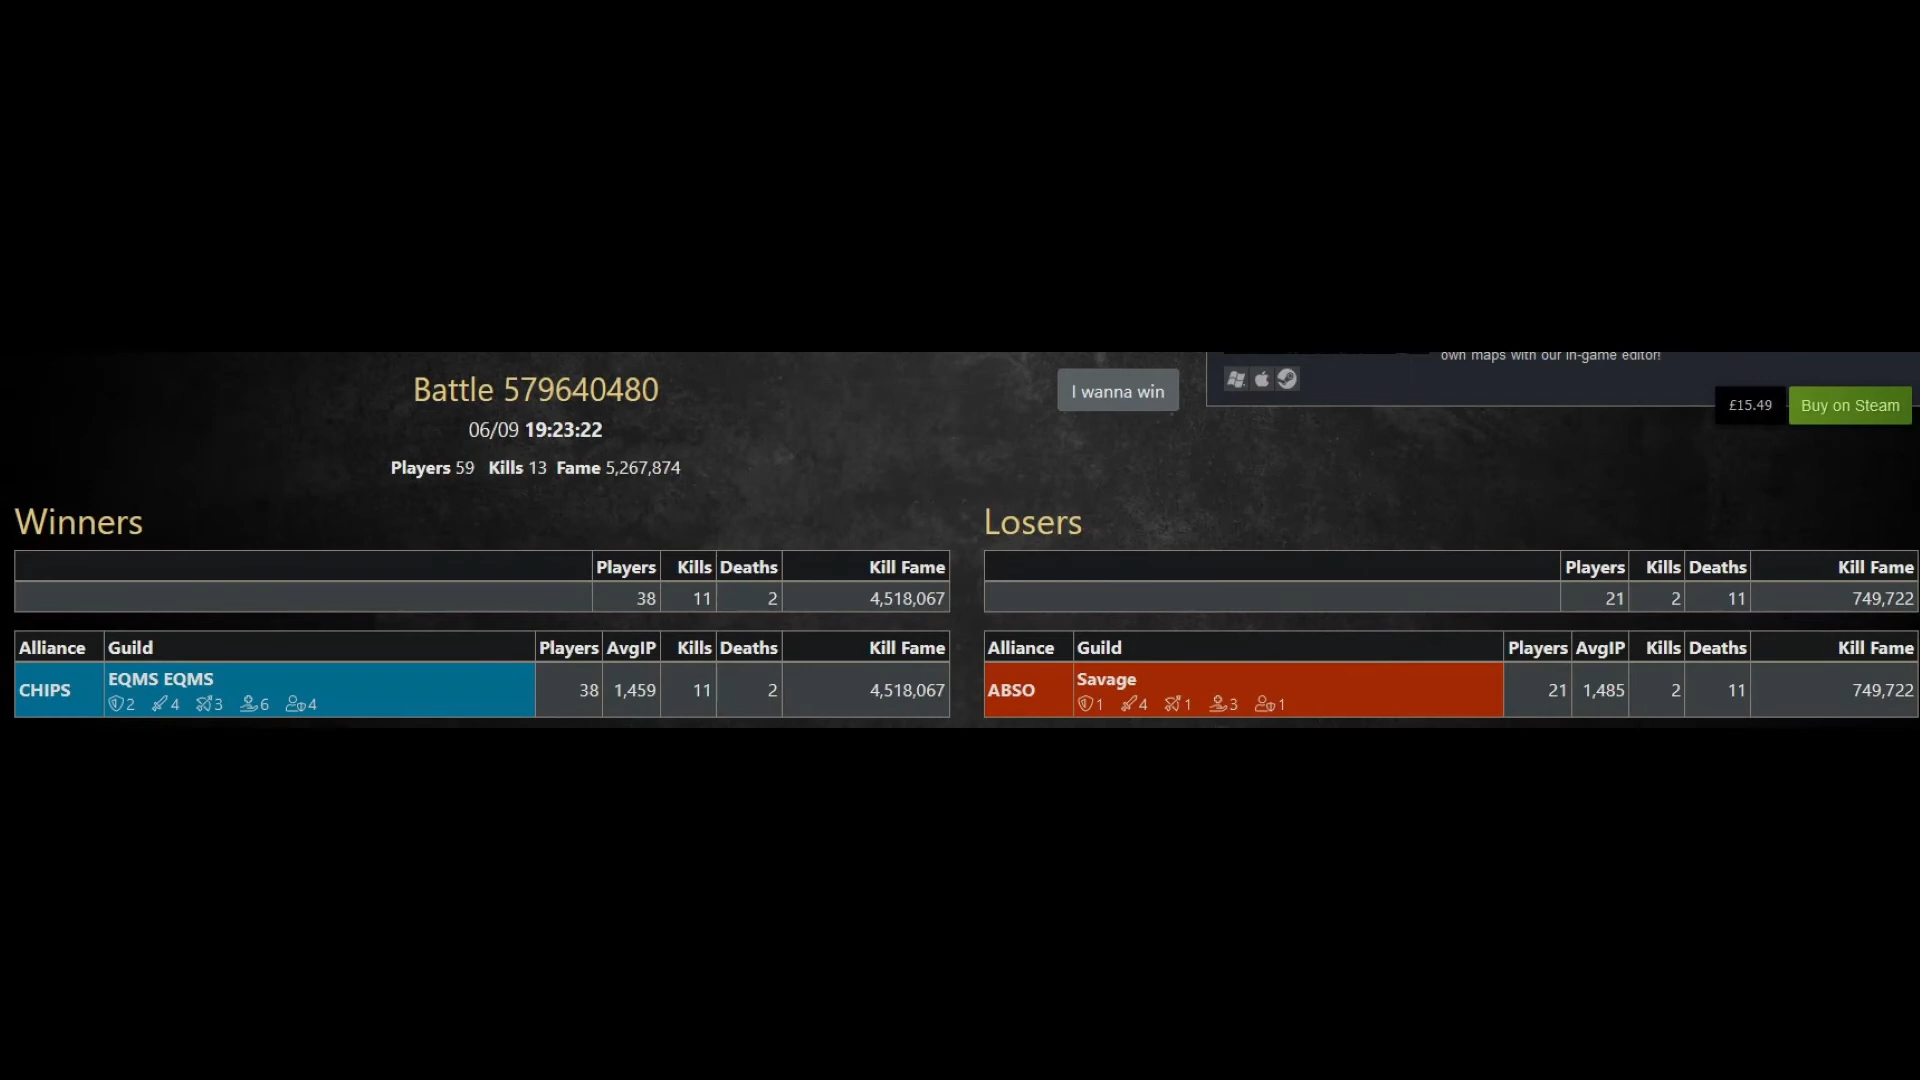 own maps with our in-game editor!
Battle 579640480
I wanna win
£15.49
Buy on Steam
06/09 19:23:22
Players 59 Kills 13 Fame 5,267,874
Winners
Players Kills Deaths Kill Fame
38 11 2 4,518,067
Alliance Guild Players AvgIP Kills Deaths Kill Fame
CHIPS EQMS EQMS 38 1,459 11 2 4,518,067
2 4 3 6 4
Losers
Players Kills Deaths Kill Fame
21 2 11 749,722
Alliance Guild Players AvgIP Kills Deaths Kill Fame
ABSO Savage 21 1,485 2 11 749,722
1 4 1 3 1